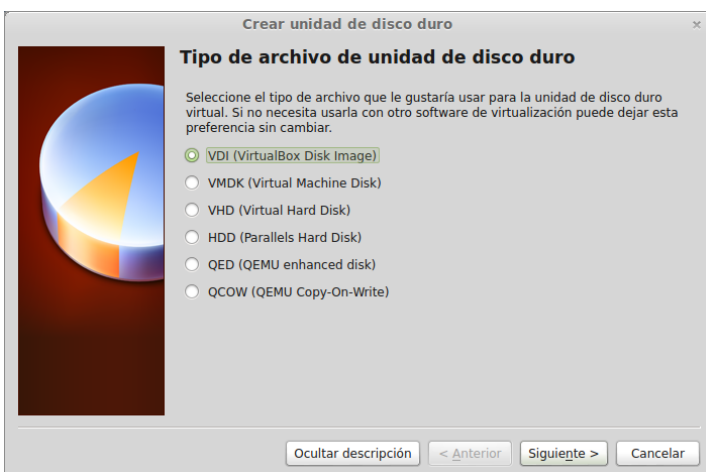 Crear unidad de disco duro
Tipo de archivo de unidad de disco duro
Seleccione el tipo de archivo que le gustaría usar para la unidad de disco duro
virtual. Si no necesita usarla con otro software de virtualización puede dejar esta
preferencia sin cambiar.
VDI (VirtualBox Disk Image)
VMDK (Virtual Machine Disk)
VHD (Virtual Hard Disk)
HDD (Parallels Hard Disk)
QED (QEMU enhanced disk)
QCOW (QEMU Copy-On-Write)
Ocultar descripción < Anterior Siguiente > Cancelar